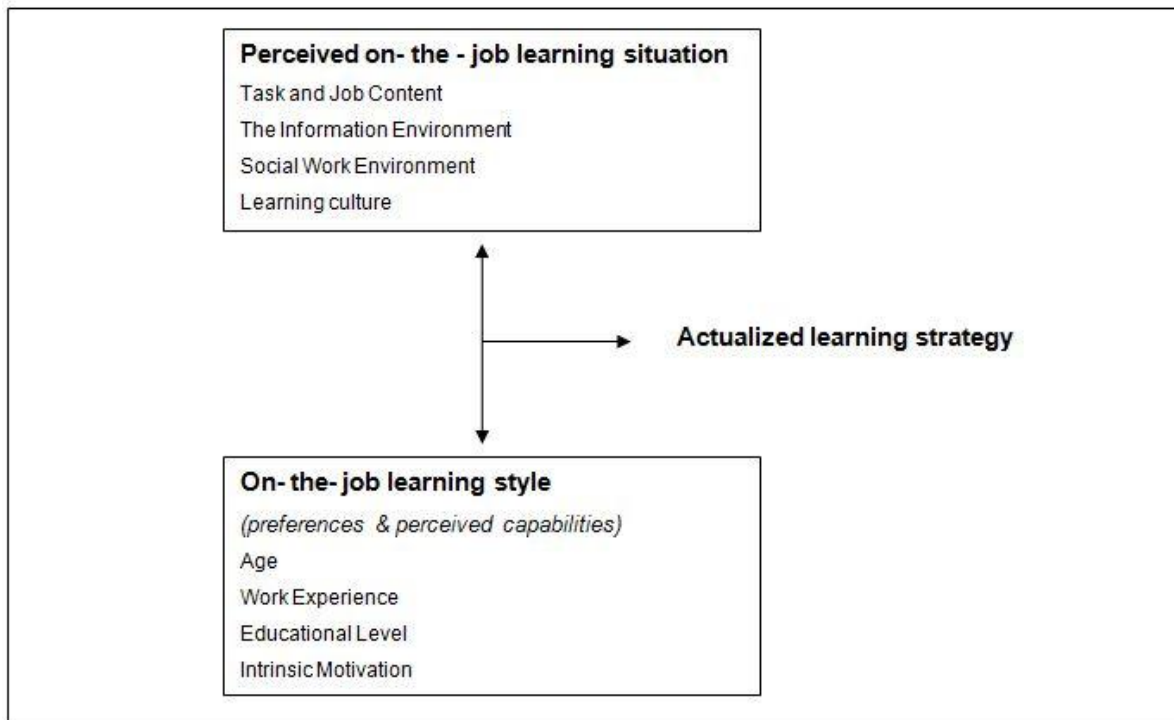 Perceived on- the - job learning situation
Task and Job Content
The Information Environment
Social Work Environment
Learning culture
Actualized learning strategy
On- the- job learning style
(preferences & perceived capabilities)
Age
Work Experience
Educational Level
Intrinsic Motivation